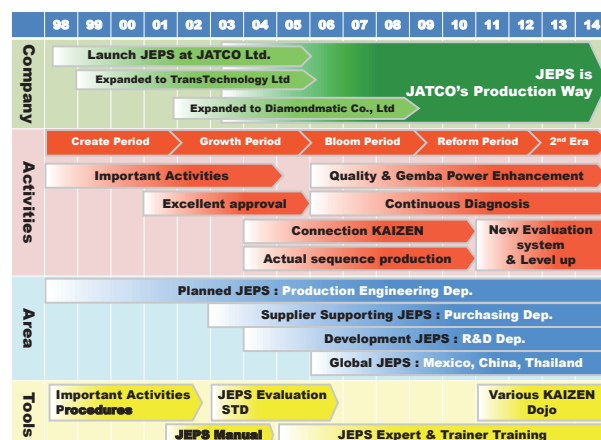 98 99 00 01 02 03 04 05 06 07 08 09 10 11 12 13 14
Company
Launch JEPS at JATCO Ltd.
Expanded to TransTechnology Ltd
Expanded to Diamondmatic Co., Ltd
JEPS is
JATCO's Production Way
Activities
Create Period
Growth Period
Bloom Period
Reform Period
2nd Era
Important Activities
Quality & Gemba Power Enhancement
Excellent approval
Continuous Diagnosis
Connection KAIZEN
Actual sequence production
New Evaluation
system
& Level up
Area
Planned JEPS : Production Engineering Dep.
Supplier Supporting JEPS : Purchasing Dep.
Development JEPS : R&D Dep.
Global JEPS : Mexico, China, Thailand
Tools
Important Activities
Procedures
JEPS Evaluation
STD
Various KAIZEN
Dojo
JEPS Manual
JEPS Expert & Trainer Training